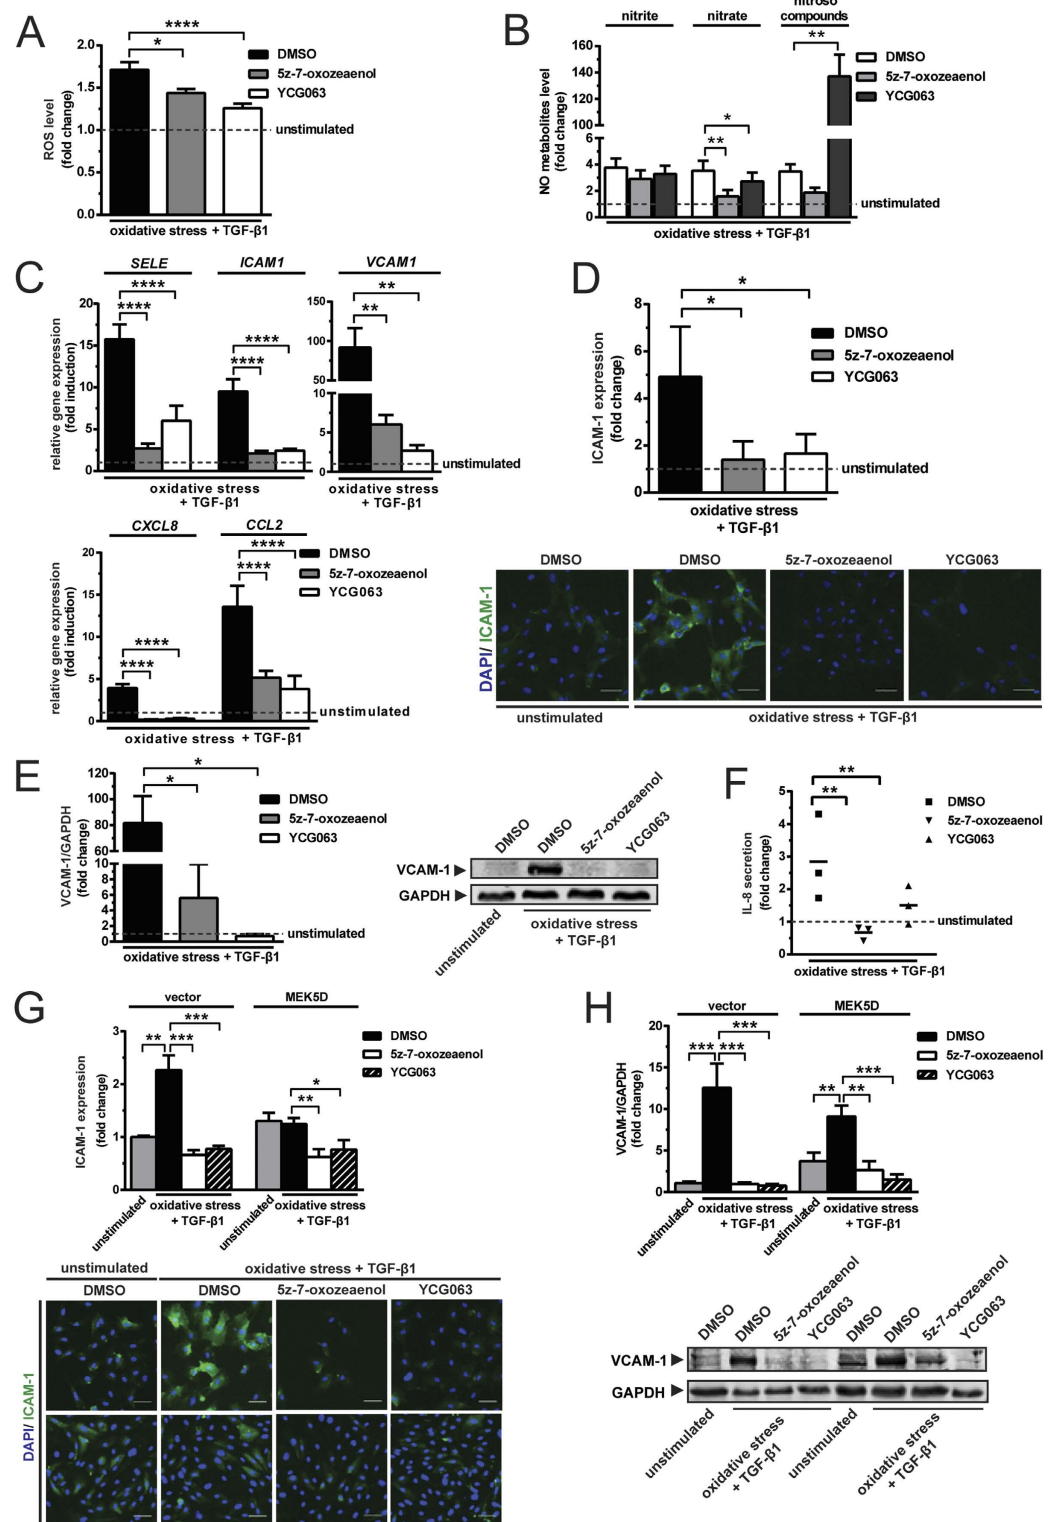 A
****
*
2.0
1.5
1.0
0.5
0.0
ROS level
(fold change)
DMSO
5z-7-oxozeaenol
YCG063
unstimulated
oxidative stress + TGF-β1
B
nitrite
nitrate
nitroso
compounds
**
*
**
160
140
120
100
6
4
2
0
NO metabolites level
(fold change)
DMSO
5z-7-oxozeaenol
YCG063
unstimulated
oxidative stress + TGF-β1
C
SELE
ICAM1
VCAM1
****
****
****
****
**
**
20
15
10
5
0
150
100
50
10
5
0
relative gene expression
(fold induction)
unstimulated
oxidative stress
+ TGF-β1
oxidative stress
+ TGF-β1
CXCL8
CCL2
****
****
****
****
20
15
10
5
0
relative gene expression
(fold induction)
DMSO
5z-7-oxozeaenol
YCG063
unstimulated
oxidative stress + TGF-β1
D
*
*
8
6
4
2
0
ICAM-1 expression
(fold change)
DMSO
5z-7-oxozeaenol
YCG063
unstimulated
oxidative stress
+ TGF-β1
DMSO
DMSO
5z-7-oxozeaenol
YCG063
DAPI/ ICAM-1
unstimulated
oxidative stress + TGF-β1
E
*
*
120
100
80
60
10
8
6
4
2
0
VCAM-1/GAPDH
(fold change)
DMSO
5z-7-oxozeaenol
YCG063
unstimulated
oxidative stress + TGF-β1
DMSO
DMSO
5z-7-oxozeaenol
YCG063
VCAM-1
GAPDH
unstimulated
oxidative stress
+ TGF-β1
F
**
**
5
4
3
2
1
0
IL-8 secretion
(fold change)
DMSO
5z-7-oxozeaenol
YCG063
unstimulated
oxidative stress + TGF-β1
G
vector
MEK5D
***
**
***
*
**
3
2
1
0
ICAM-1 expression
(fold change)
DMSO
5z-7-oxozeaenol
YCG063
unstimulated
oxidative stress
+ TGF-β1
unstimulated
oxidative stress
+ TGF-β1
unstimulated
oxidative stress + TGF-β1
DMSO
DMSO
5z-7-oxozeaenol
YCG063
DAPI/ ICAM-1
H
vector
MEK5D
***
***
***
***
**
**
20
15
10
5
0
VCAM-1/GAPDH
(fold change)
DMSO
5z-7-oxozeaenol
YCG063
unstimulated
oxidative stress
+ TGF-β1
unstimulated
oxidative stress
+ TGF-β1
DMSO
DMSO
5z-7-oxozeaenol
YCG063
DMSO
DMSO
5z-7-oxozeaenol
YCG063
VCAM-1
GAPDH
unstimulated
oxidative stress
+ TGF-β1
unstimulated
oxidative stress
+ TGF-β1